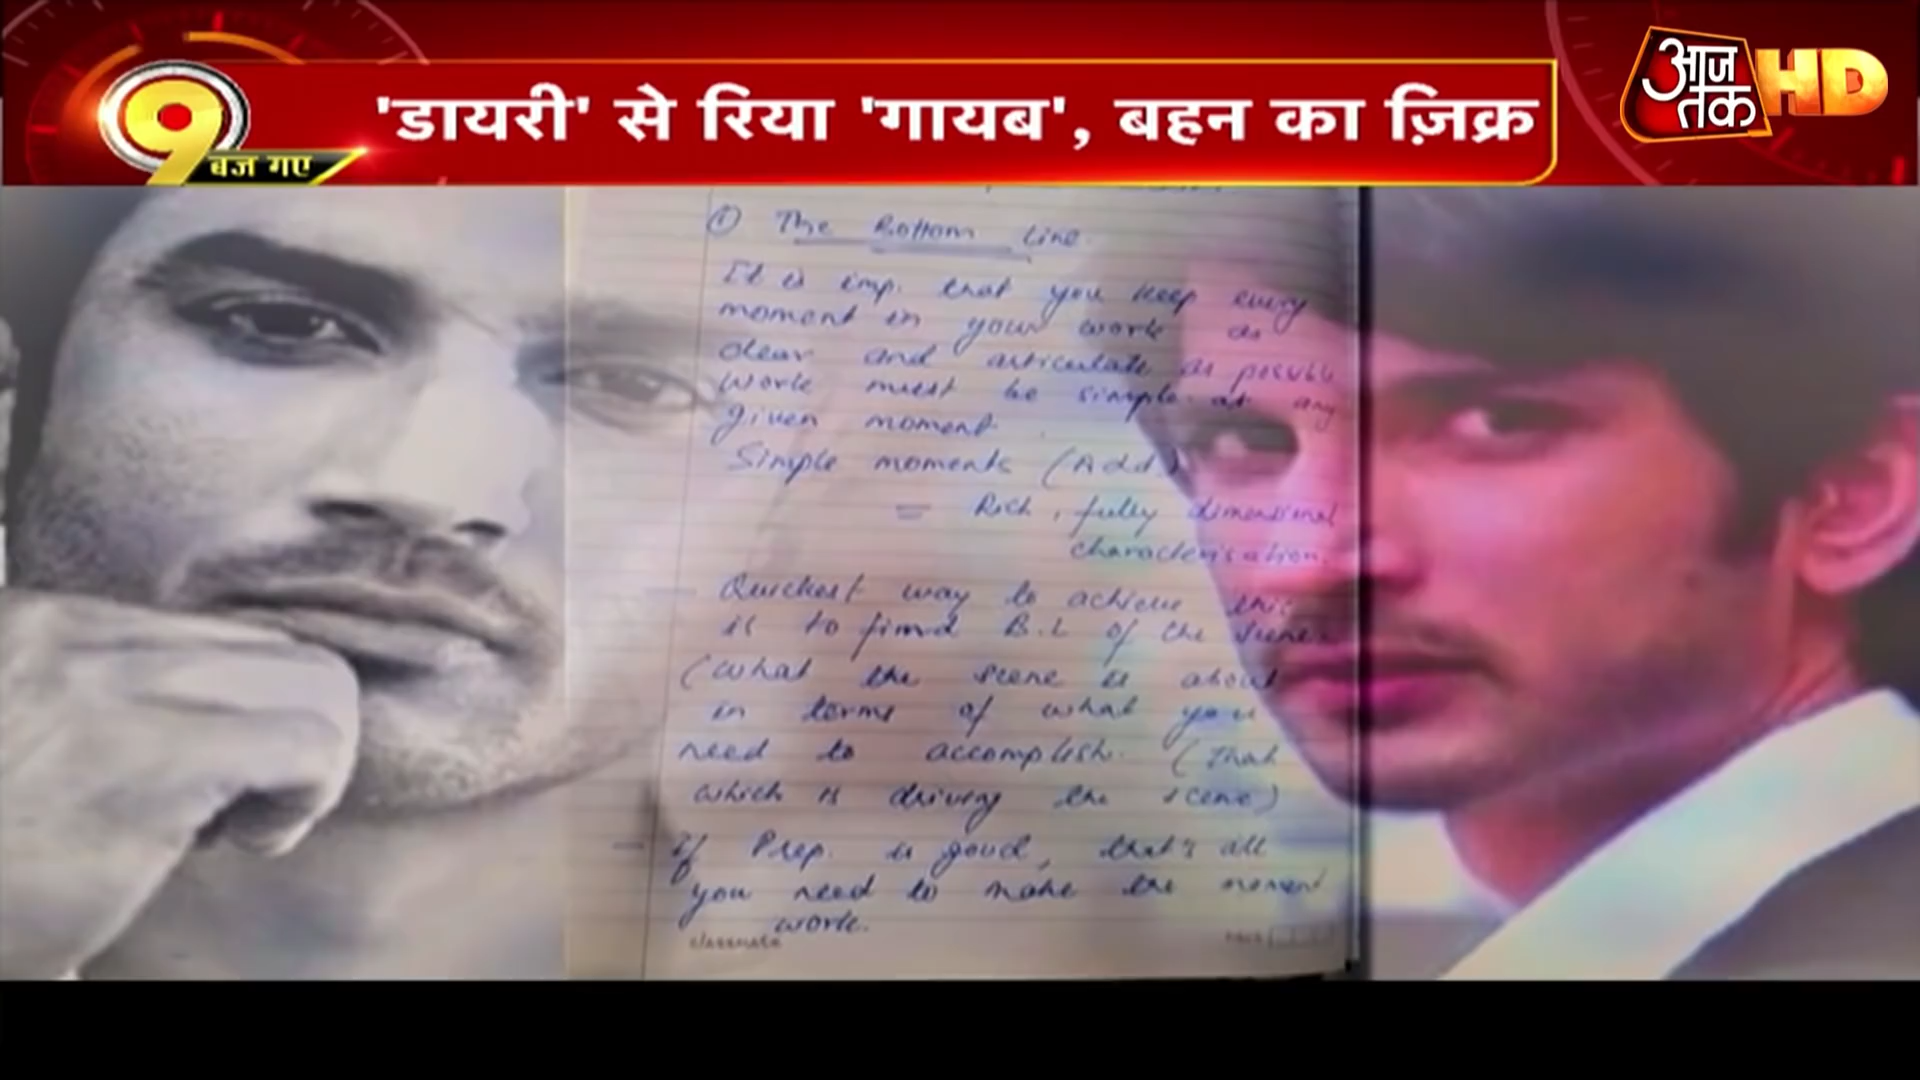 9
बज गए
'डायरी' से रिया 'गायब', बहन का ज़िक्र
आज
तक
HD
① The Bottom Line
It is imp. that you keep every
moment in your work as
clear and articulate as possible
Work must be simple at any
given moment.
Simple moments (Add)
= Rich, fully dimensional
characterisation.
— Quickest way to achieve this
is to find B.L of the scene
(What the scene is about
in terms of what you
need to accomplish. (That
which is driving the scene)
— If Prep. is good, that's all
you need to make the moment
work.
classmate
PAGE